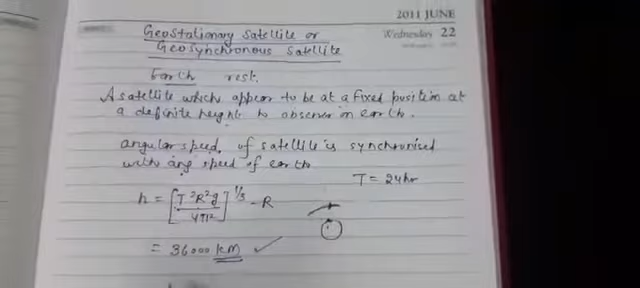 2011 JUNE
Wednesday 22
GeoStationary Satellite or
GeoSynchronous Satellite
Earth rest.
A satellite which appear to be at a fixed position at
a definite height to observer in earth.
angular speed of satellite is synchronised
with ang speed of earth
T = 24hr
h = [T²R²g / 4π²]^1/3 - R
= 36000 KM ✓